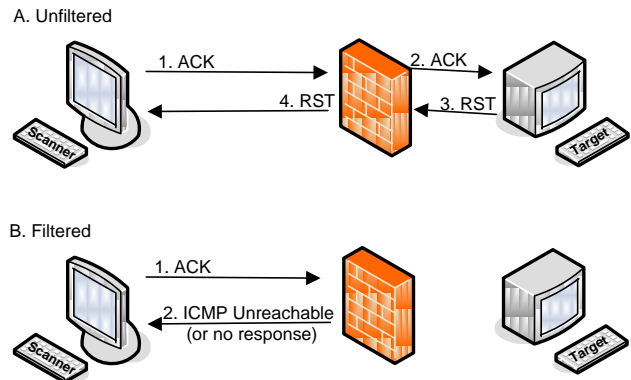 A. Unfiltered
1. ACK
2. ACK
4. RST
3. RST
Scanner
Target
B. Filtered
1. ACK
2. ICMP Unreachable
(or no response)
Scanner
Target